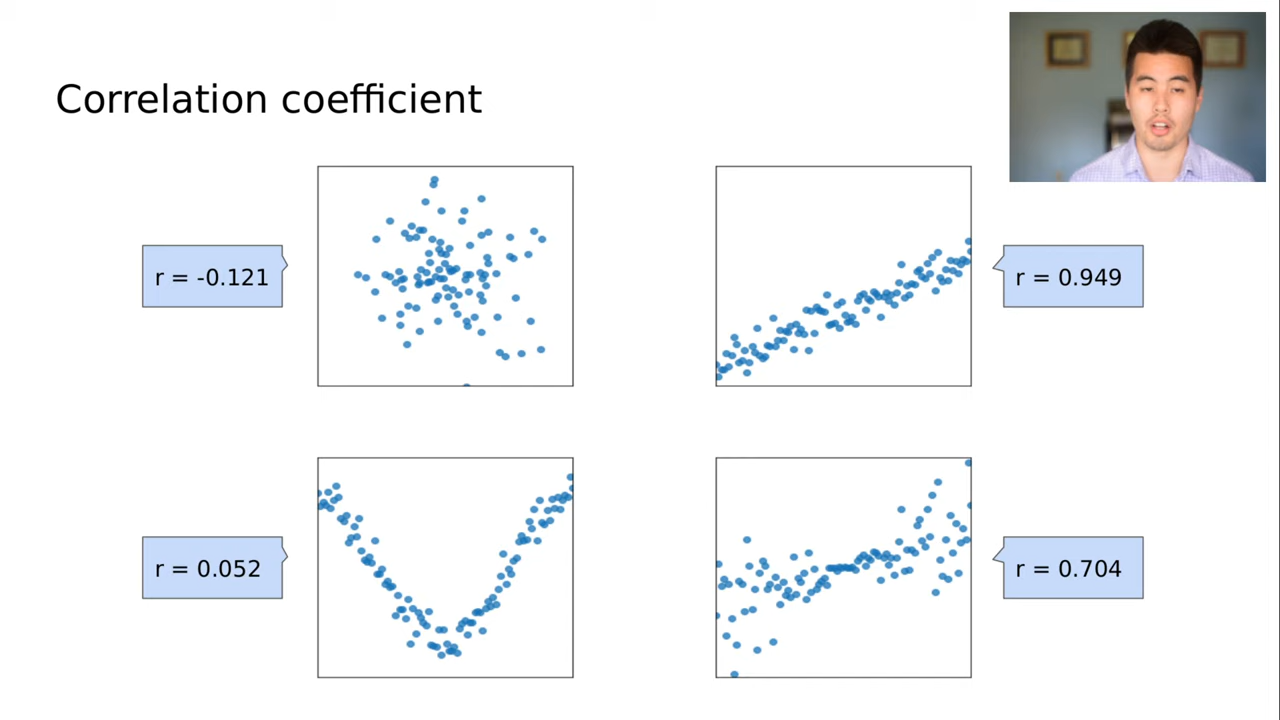 Correlation coefficient
r = -0.121
r = 0.949
r = 0.052
r = 0.704